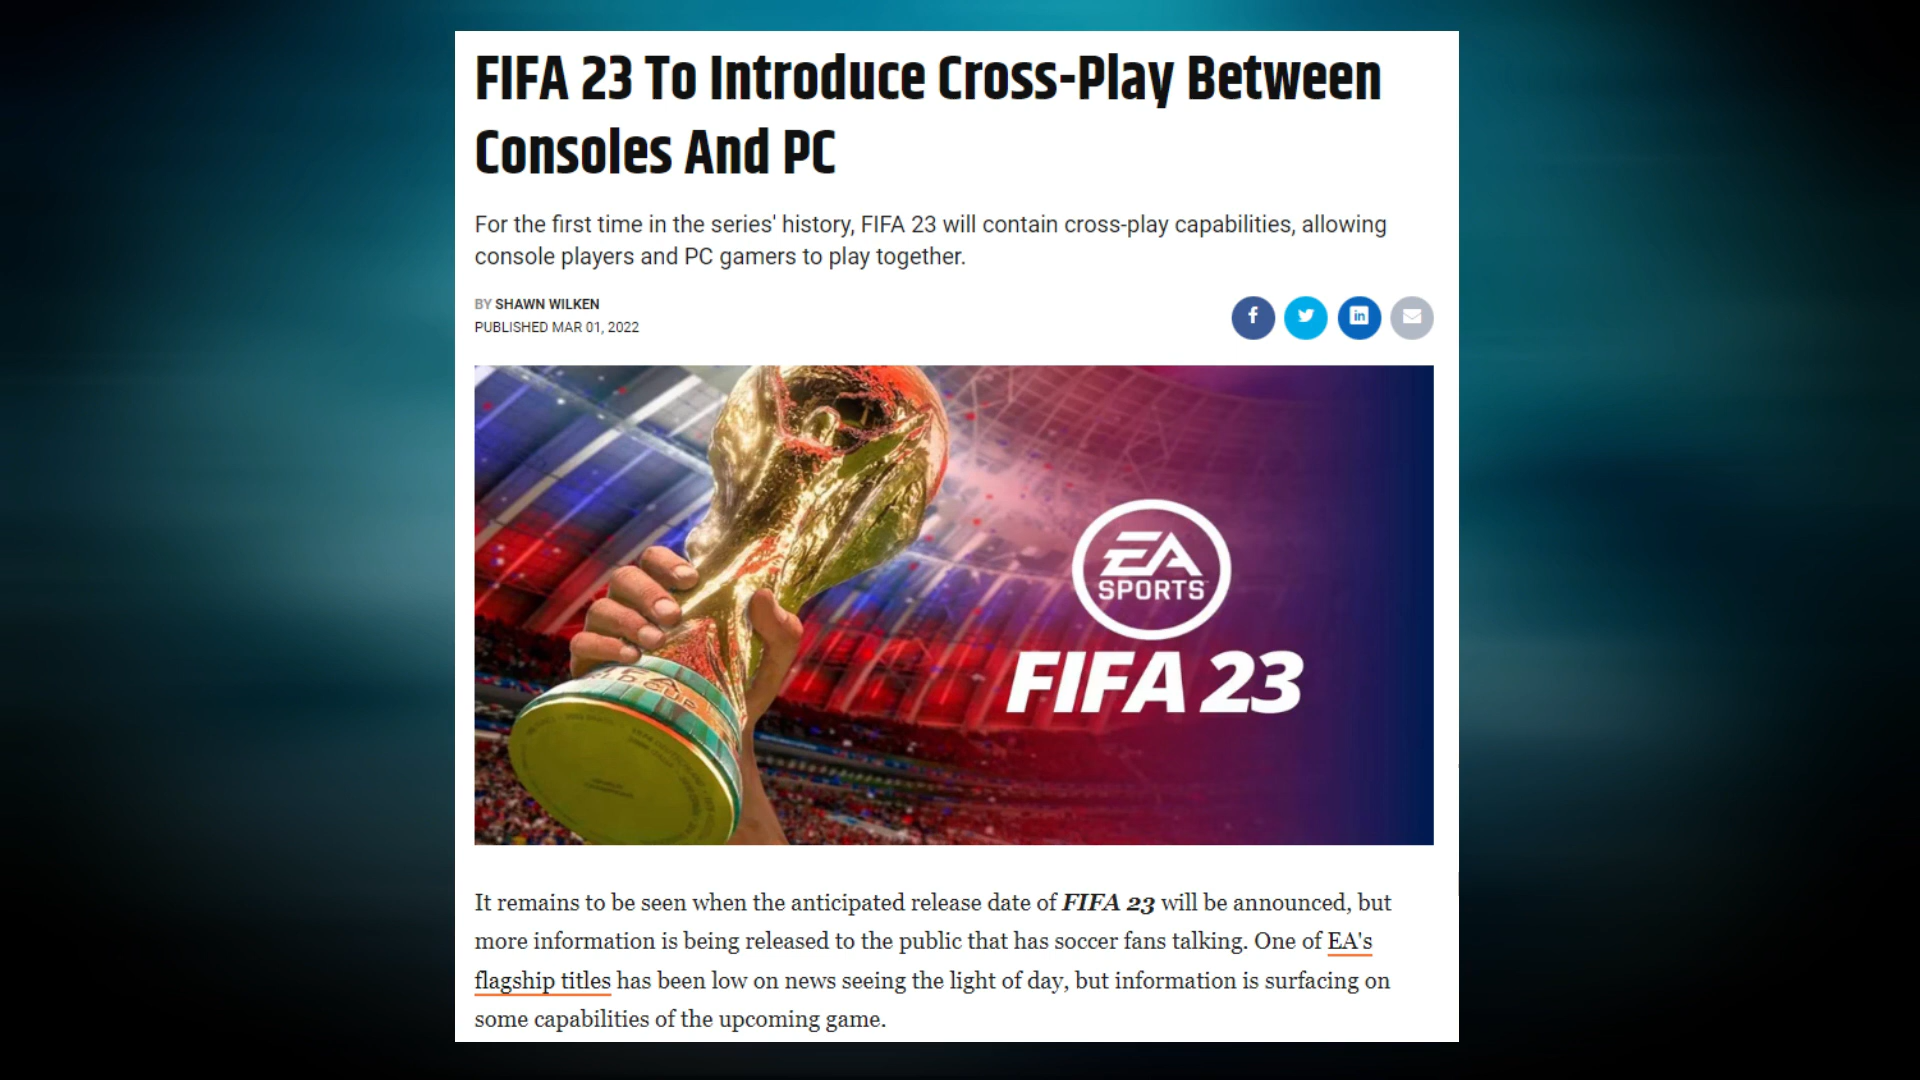 FIFA 23 To Introduce Cross-Play Between
Consoles And PC
For the first time in the series' history, FIFA 23 will contain cross-play capabilities, allowing
console players and PC gamers to play together.
BY SHAWN WILKEN
PUBLISHED MAR 01, 2022
EA
SPORTS
FIFA 23
It remains to be seen when the anticipated release date of FIFA 23 will be announced, but
more information is being released to the public that has soccer fans talking. One of EA's
flagship titles has been low on news seeing the light of day, but information is surfacing on
some capabilities of the upcoming game.